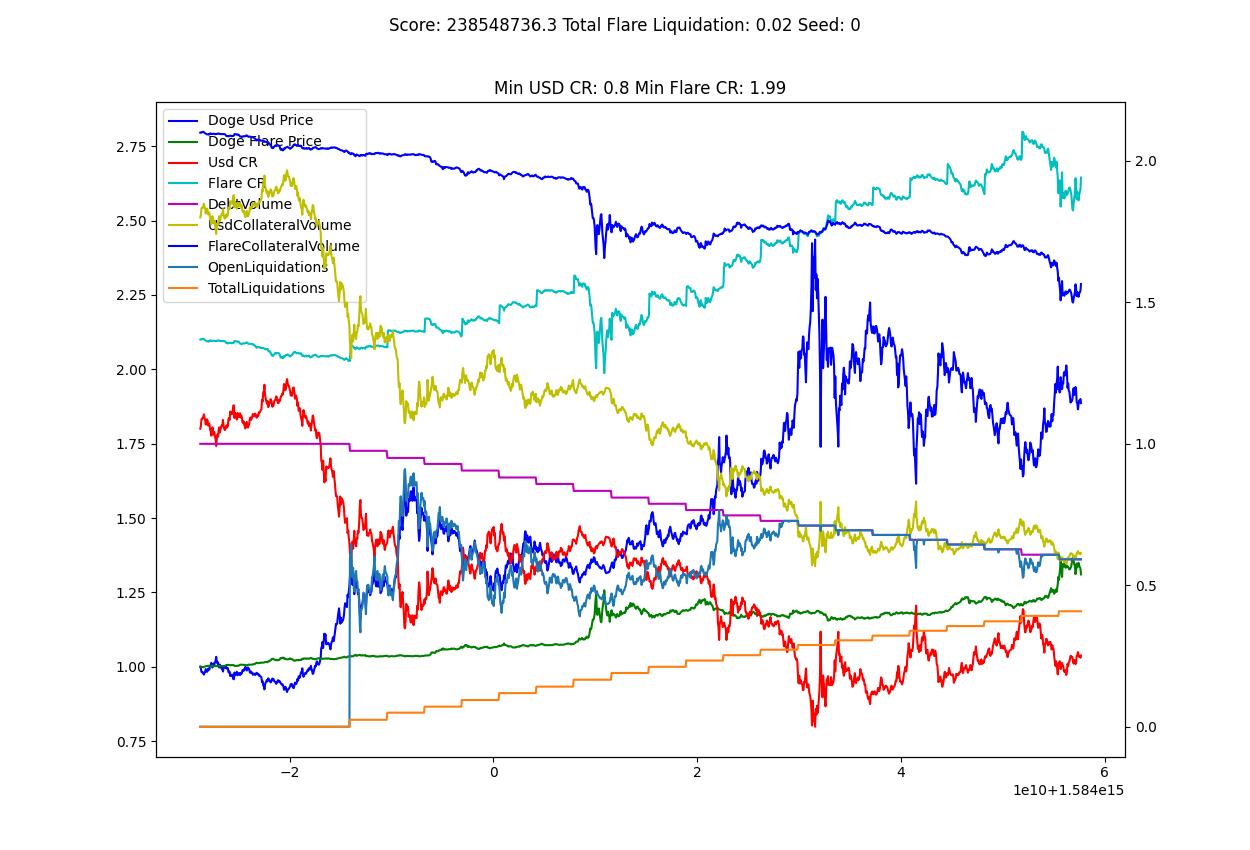 Score: 238548736.3 Total Flare Liquidation: 0.02 Seed: 0
Min USD CR: 0.8 Min Flare CR: 1.99
Doge Usd Price
Doge Flare Price
Usd CR
Flare CR
DebtVolume
UsdCollateralVolume
FlareCollateralVolume
OpenLiquidations
TotalLiquidations
2.75
2.50
2.25
2.00
1.75
1.50
1.25
1.00
0.75
2.0
1.5
1.0
0.5
0.0
−2
0
2
4
6
1e10+1.584e15